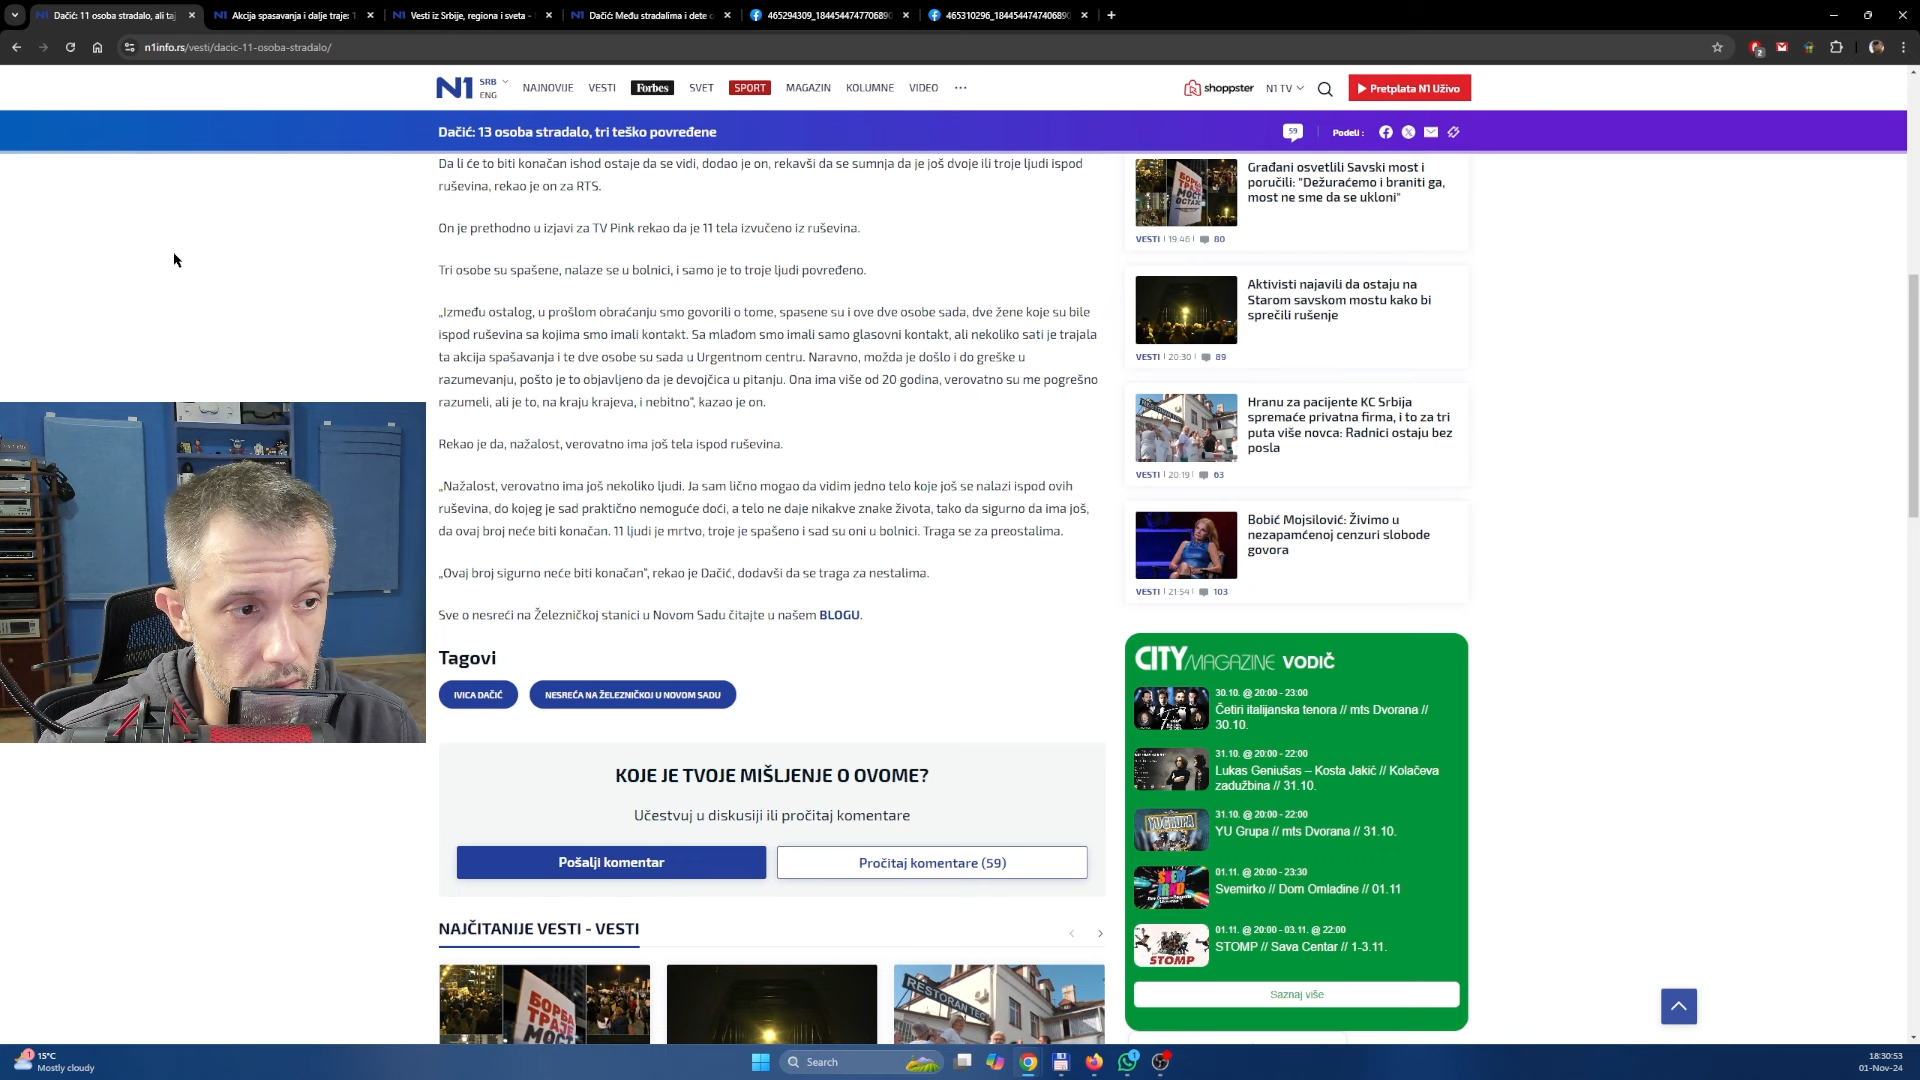 Dačić: 11 osoba stradalo, ali taj
Akcija spasavanja i dalje traje:
Vesti iz Srbije, regiona i sveta -
Dačić: Među stradalima i dete
465294309_1844544747706890
465310296_1844544747406890
n1info.rs/vesti/dacic-11-osoba-stradalo/
2
N1
SRB
ENG
NAJNOVIJE
VESTI
Forbes
SVET
SPORT
MAGAZIN
KOLUMNE
VIDEO
shoppster
N1 TV
Pretplata N1 Uživo
Dačić: 13 osoba stradalo, tri teško povređene
59
Podeli :
Da li će to biti konačan ishod ostaje da se vidi, dodao je on, rekavši da se sumnja da je još dvoje ili troje ljudi ispod
ruševina, rekao je on za RTS.
On je prethodno u izjavi za TV Pink rekao da je 11 tela izvučeno iz ruševina.
Tri osobe su spašene, nalaze se u bolnici, i samo je to troje ljudi povređeno.
„Između ostalog, u prošlom obraćanju smo govorili o tome, spasene su i ove dve osobe sada, dve žene koje su bile
ispod ruševina sa kojima smo imali kontakt. Sa mlađom smo imali samo glasovni kontakt, ali nekoliko sati je trajala
ta akcija spašavanja i te dve osobe su sada u Urgentnom centru. Naravno, možda je došlo i do greške u
razumevanju, pošto je to objavljeno da je devojčica u pitanju. Ona ima više od 20 godina, verovatno su me pogrešno
razumeli, ali je to, na kraju krajeva, i nebitno“, kazao je on.
Rekao je da, nažalost, verovatno ima još tela ispod ruševina.
„Nažalost, verovatno ima još nekoliko ljudi. Ja sam lično mogao da vidim jedno telo koje još se nalazi ispod ovih
ruševina, do kojeg je sad praktično nemoguće doći, a telo ne daje nikakve znake života, tako da sigurno da ima još,
da ovaj broj neće biti konačan. 11 ljudi je mrtvo, troje je spašeno i sad su oni u bolnici. Traga se za preostalima.
„Ovaj broj sigurno neće biti konačan“, rekao je Dačić, dodavši da se traga za nestalima.
Sve o nesreći na Železničkoj stanici u Novom Sadu čitajte u našem BLOGU.
Tagovi
IVICA DAČIĆ
NESREĆA NA ŽELEZNIČKOJ U NOVOM SADU
KOJE JE TVOJE MIŠLJENJE O OVOME?
Učestvuj u diskusiji ili pročitaj komentare
Pošalji komentar
Pročitaj komentare (59)
NAJČITANIJE VESTI - VESTI
БОРБА
ТРАЈЕ
МОСТ
RESTORAN TEC
БОРБА
ТРАЈЕ
МОСТ
ОСТАЈЕ
Građani osvetlili Savski most i
poručili: "Dežuraćemo i braniti ga,
most ne sme da se ukloni"
VESTI | 19:46 | 80
Aktivisti najavili da ostaju na
Starom savskom mostu kako bi
sprečili rušenje
VESTI | 20:30 | 89
Hranu za pacijente KC Srbija
spremaće privatna firma, i to za tri
puta više novca: Radnici ostaju bez
posla
VESTI | 20:19 | 63
Bobić Mojsilović: Živimo u
nezapamćenoj cenzuri slobode
govora
VESTI | 21:54 | 103
CITY MAGAZINE VODIČ
30.10. @ 20:00 - 23:00
Četiri italijanska tenora // mts Dvorana //
30.10.
31.10. @ 20:00 - 22:00
Lukas Geniušas – Kosta Jakić // Kolačeva
zadužbina // 31.10.
YU GRUPA
31.10. @ 20:00 - 22:00
YU Grupa // mts Dvorana // 31.10.
01.11. @ 20:00 - 23:30
Svemirko // Dom Omladine // 01.11
STOMP
01.11. @ 20:00 - 03.11. @ 22:00
STOMP // Sava Centar // 1-3.11.
Saznaj više
1
15°C
Mostly cloudy
Search
1
18:30:53
01-Nov-24